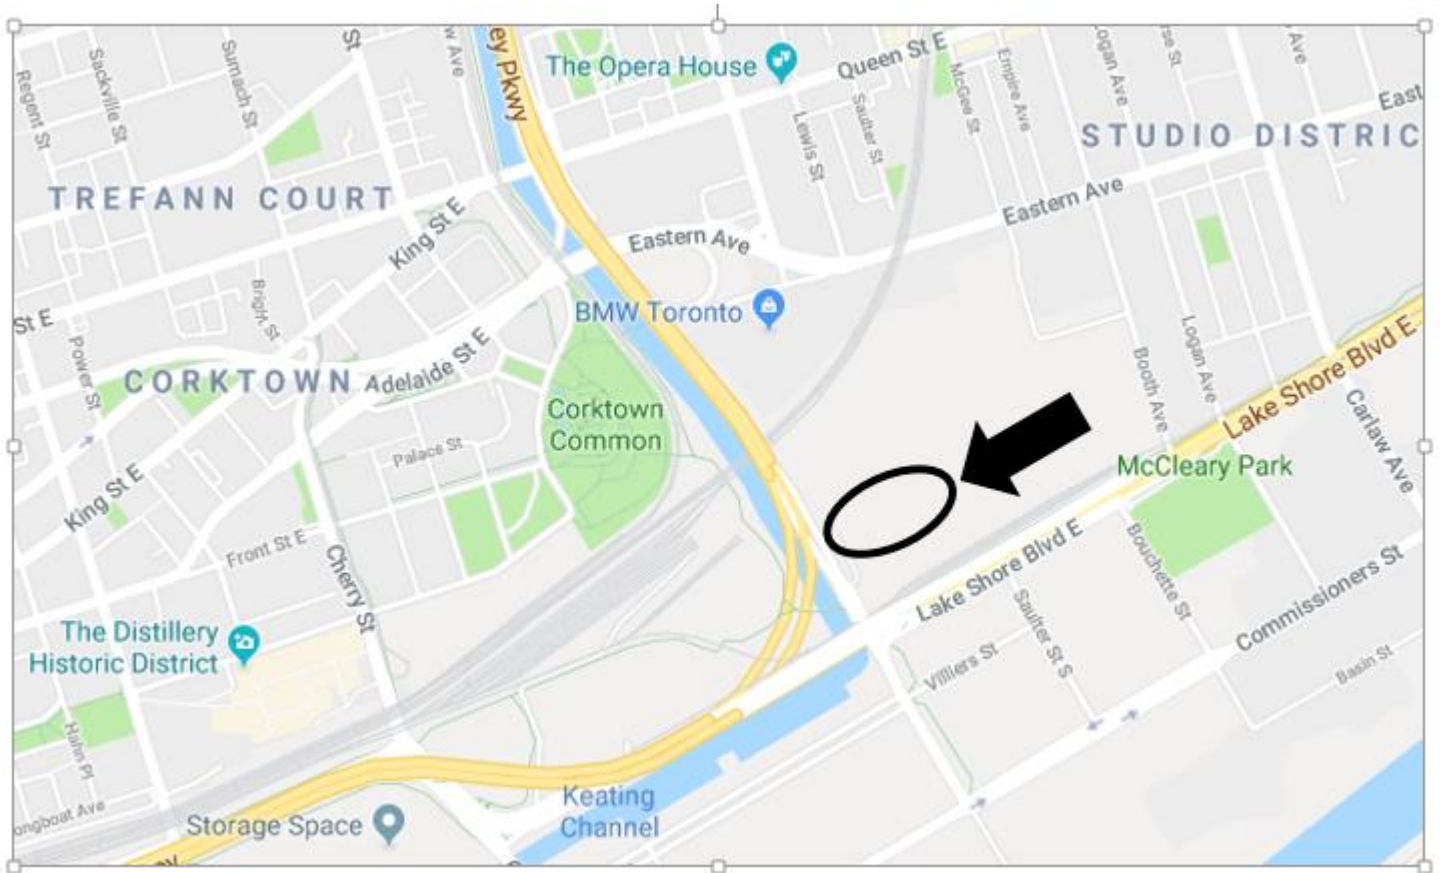 St
w Ave
ey Pkwy
The Opera House
Queen St E
Logan Ave
rse St
Ave
Regent St
Sackville St
Sumach St
Lewis St
Saulter St
McGee St
Empire Ave
East
STUDIO DISTRIC
TREFANN COURT
King St E
Eastern Ave
Eastern Ave
St E
Bright St
BMW Toronto
Power St
CORKTOWN
Adelaide St E
Logan Ave
Booth Ave
Lake Shore Blvd E
Corktown
Common
Palace St
Carlaw Ave
McCleary Park
King St E
Front St E
Cherry St
Lake Shore Blvd E
Bouchette St
Commissioners St
The Distillery
Historic District
Saulter St S
Villiers St
Basin St
Hahn Pl
ongboat Ave
Storage Space
Keating
Channel